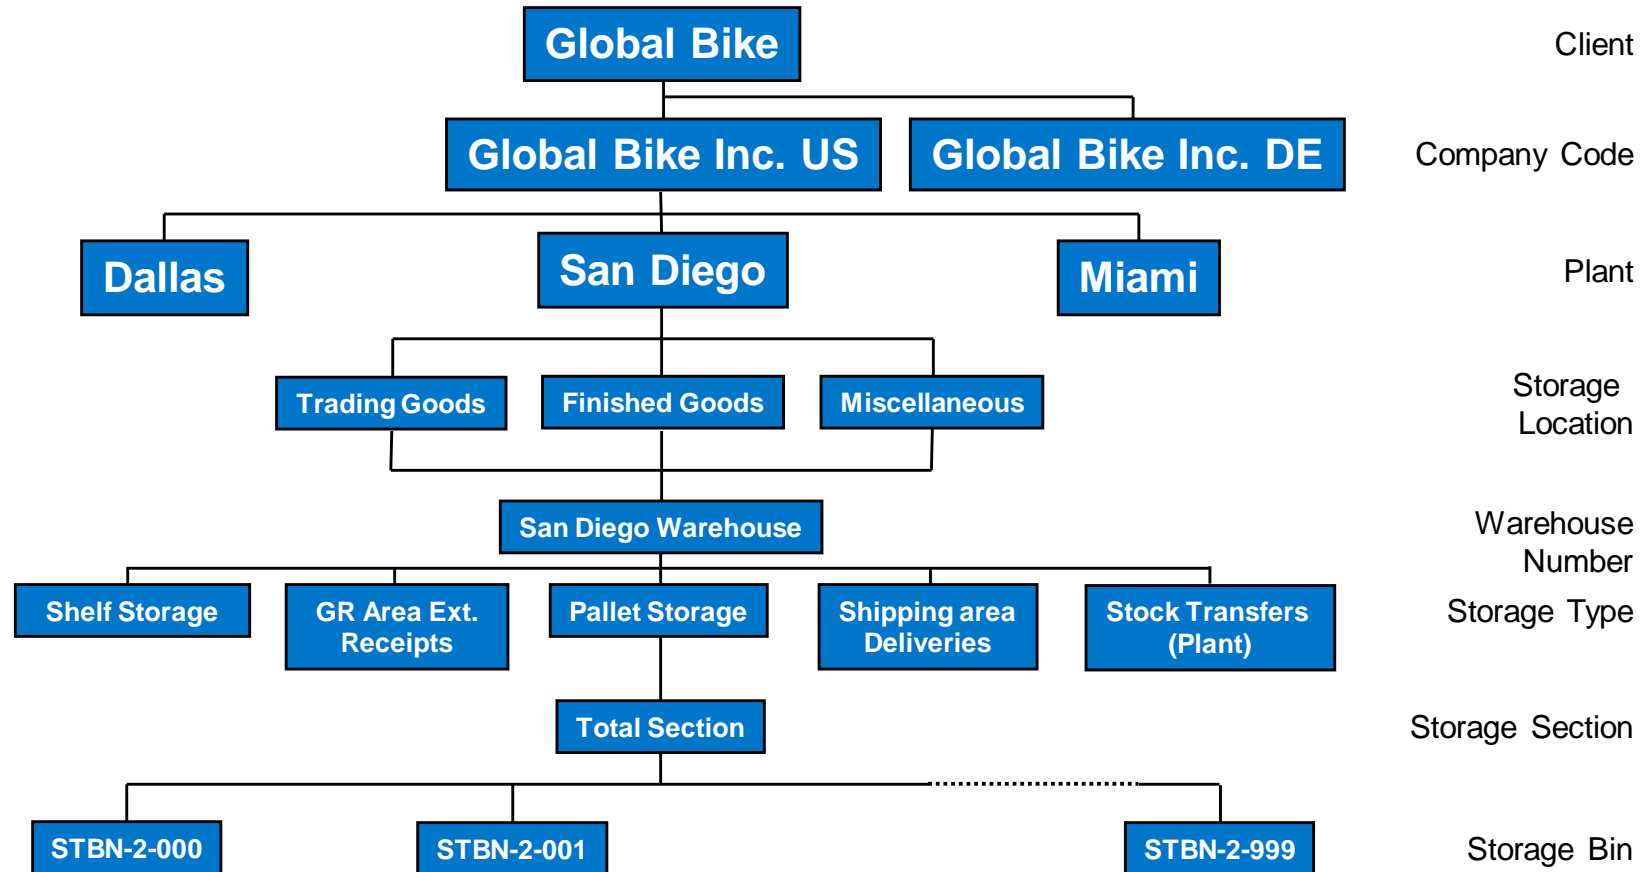 Global Bike
Client
Global Bike Inc. US
Global Bike Inc. DE
Company Code
Dallas
San Diego
Miami
Plant
Trading Goods
Finished Goods
Miscellaneous
Storage
Location
San Diego Warehouse
Warehouse
Number
Shelf Storage
GR Area Ext.
Receipts
Pallet Storage
Shipping area
Deliveries
Stock Transfers
(Plant)
Storage Type
Total Section
Storage Section
STBN-2-000
STBN-2-001
STBN-2-999
Storage Bin